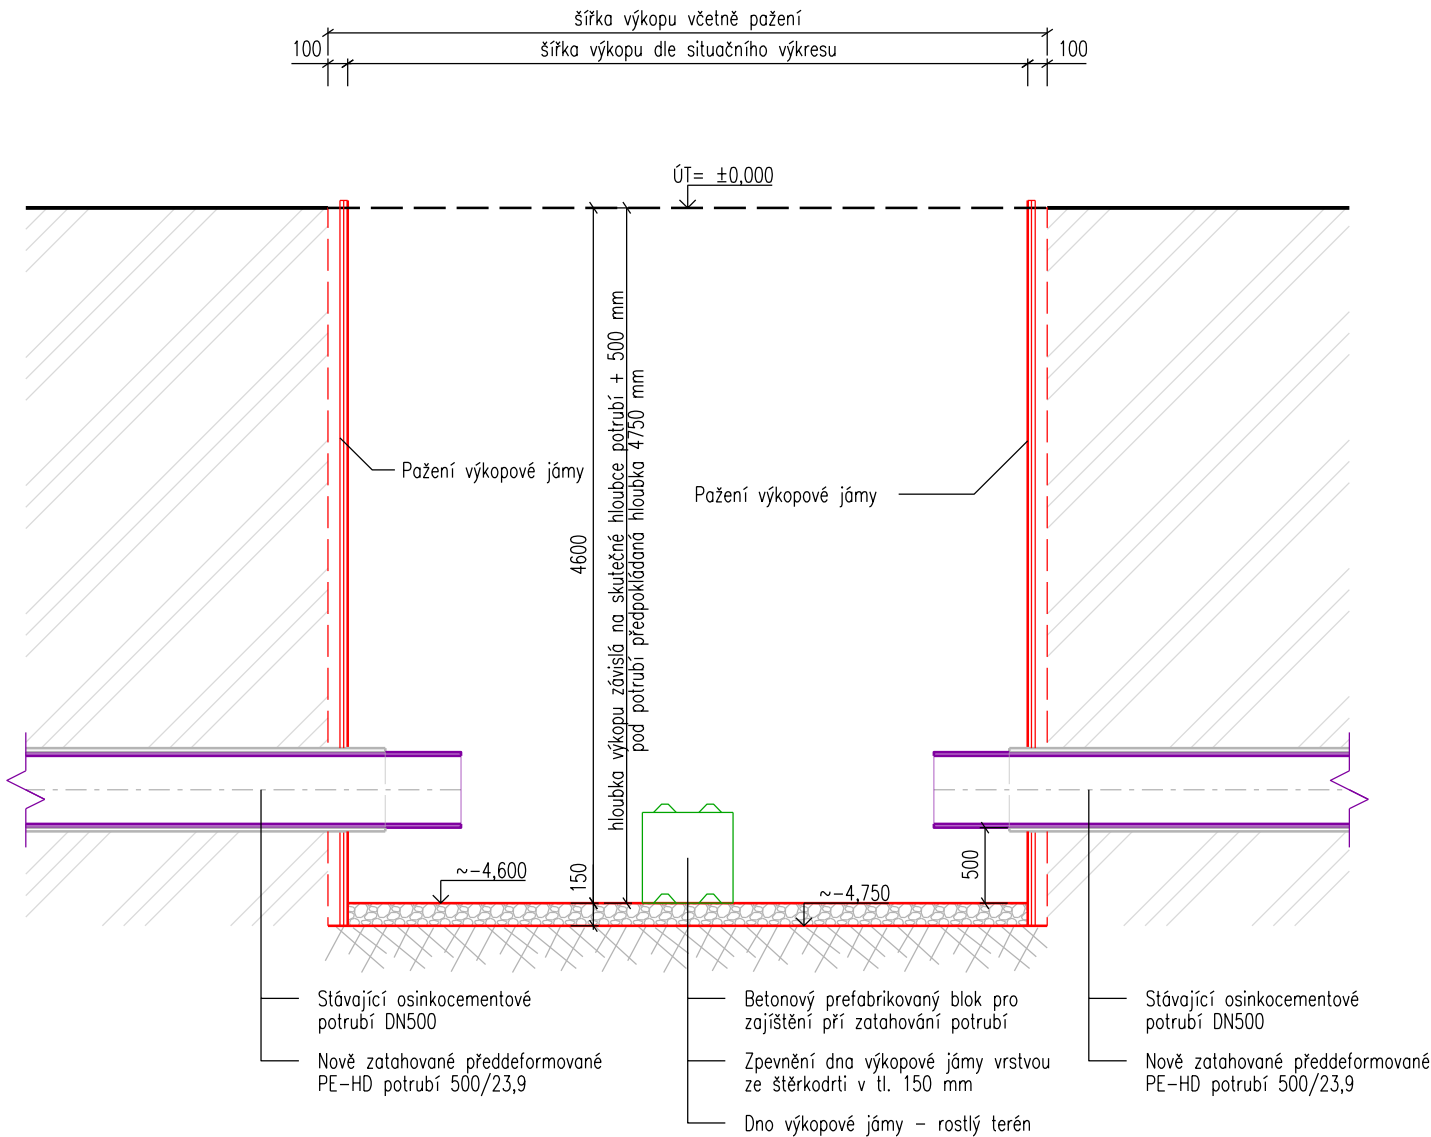 šířka výkopu včetně pažení
100
šířka výkopu dle situačního výkresu
100
ÚT= ±0,000
hloubka výkopu závislá na skutečné hloubce potrubí + 500 mm
pod potrubí předpokládaná hloubka 4750 mm
Pažení výkopové jámy
Pažení výkopové jámy
4600
150
500
~-4,600
~-4,750
Stávající osinkocementové
potrubí DN500
Nově zatahované předdeformované
PE-HD potrubí 500/23,9
Betonový prefabrikovaný blok pro
zajíštění pří zatahování potrubí
Zpevnění dna výkopové jámy vrstvou
ze štěrkodrti v tl. 150 mm
Dno výkopové jámy - rostlý terén
Stávající osinkocementové
potrubí DN500
Nově zatahované předdeformované
PE-HD potrubí 500/23,9